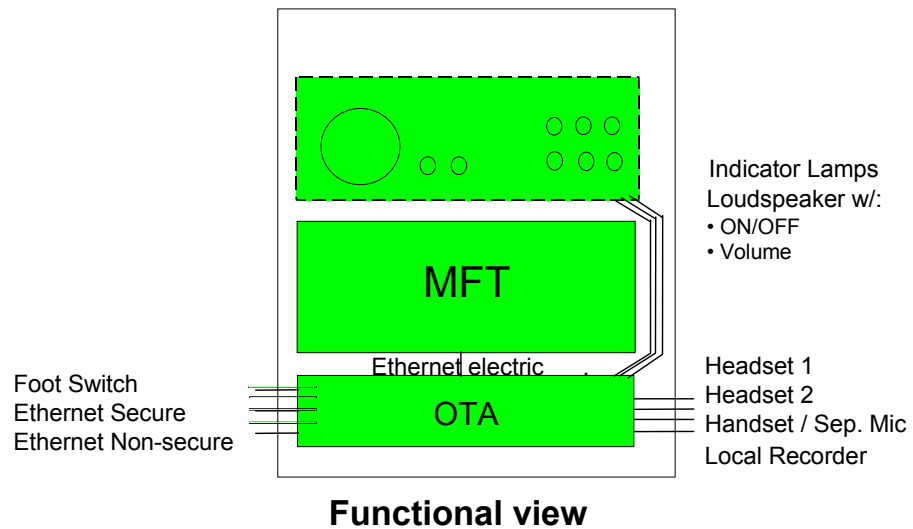 Indicator Lamps
Loudspeaker w/:
• ON/OFF
• Volume
MFT
Ethernet electric
Foot Switch
Ethernet Secure
Ethernet Non-secure
OTA
Headset 1
Headset 2
Handset / Sep. Mic
Local Recorder
Functional view